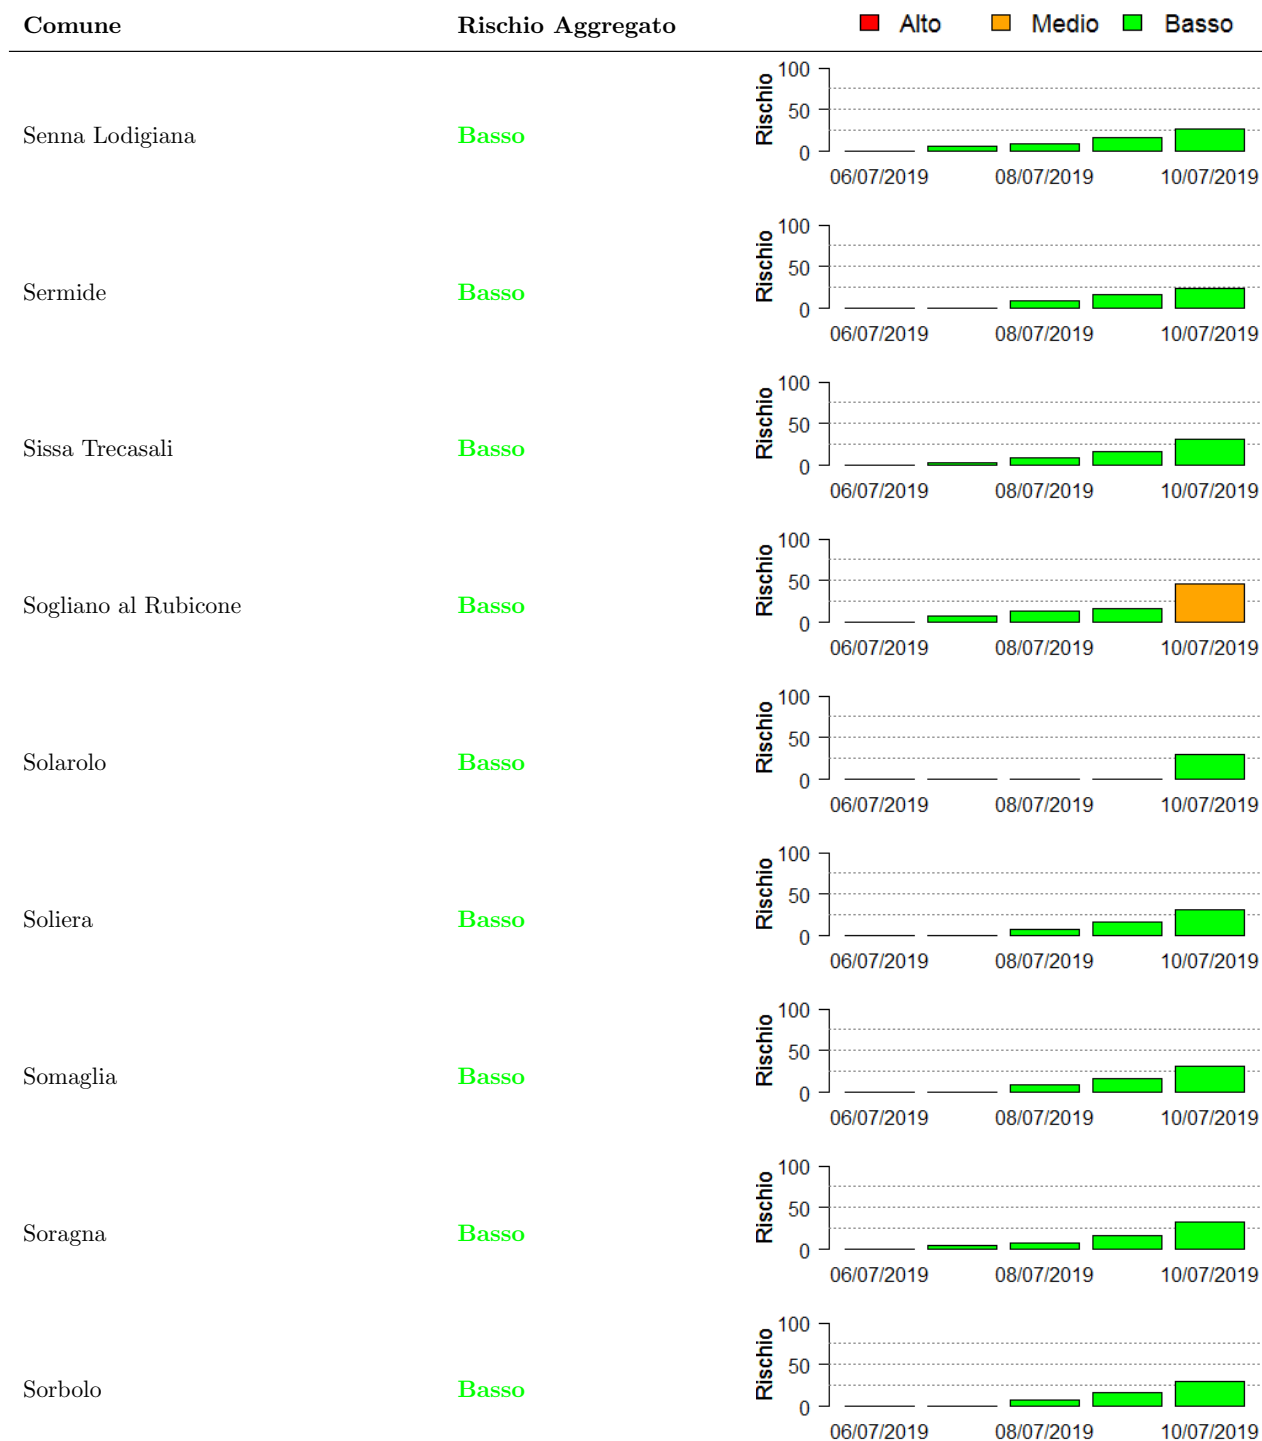 Comune Rischio Aggregato Alto Medio Basso
Senna Lodigiana Basso Rischio 100 50 0
06/07/2019 08/07/2019 10/07/2019
Sermide Basso Rischio 100 50 0
06/07/2019 08/07/2019 10/07/2019
Sissa Trecasali Basso Rischio 100 50 0
06/07/2019 08/07/2019 10/07/2019
Sogliano al Rubicone Basso Rischio 100 50 0
06/07/2019 08/07/2019 10/07/2019
Solarolo Basso Rischio 100 50 0
06/07/2019 08/07/2019 10/07/2019
Soliera Basso Rischio 100 50 0
06/07/2019 08/07/2019 10/07/2019
Somaglia Basso Rischio 100 50 0
06/07/2019 08/07/2019 10/07/2019
Soragna Basso Rischio 100 50 0
06/07/2019 08/07/2019 10/07/2019
Sorbolo Basso Rischio 100 50 0
06/07/2019 08/07/2019 10/07/2019